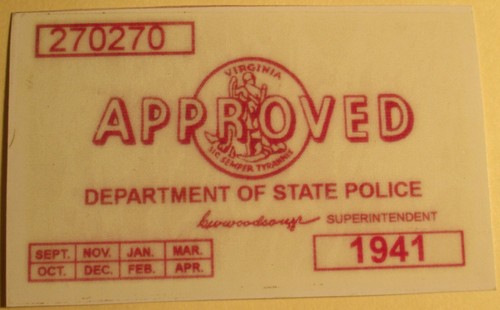 270270
VIRGINIA
APPROVED
SIC SEMPER TYRANNIS
DEPARTMENT OF STATE POLICE
SUPERINTENDENT
SEPT. NOV. JAN. MAR.
OCT. DEC. FEB. APR.
1941